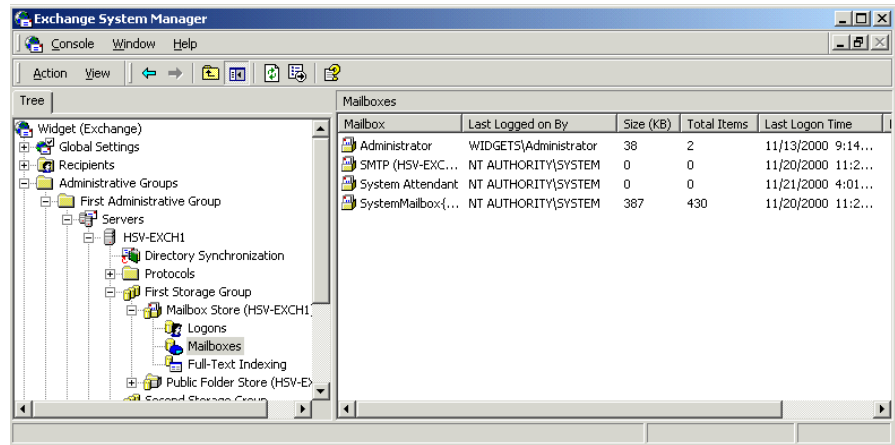 Exchange System Manager
Console Window Help
Action View
Tree
Widget (Exchange)
Global Settings
Recipients
Administrative Groups
First Administrative Group
Servers
HSV-EXCH1
Directory Synchronization
Protocols
First Storage Group
Mailbox Store (HSV-EXCH1)
Logons
Mailboxes
Full-Text Indexing
Public Folder Store (HSV-EX
Second Storage Group
Mailboxes
Mailbox Last Logged on By Size (KB) Total Items Last Logon Time
Administrator WIDGETS\Administrator 38 2 11/13/2000 9:14...
SMTP (HSV-EXC... NT AUTHORITY\SYSTEM 0 0 11/20/2000 11:2...
System Attendant NT AUTHORITY\SYSTEM 0 0 11/21/2000 4:01...
SystemMailbox{... NT AUTHORITY\SYSTEM 387 430 11/20/2000 11:2...